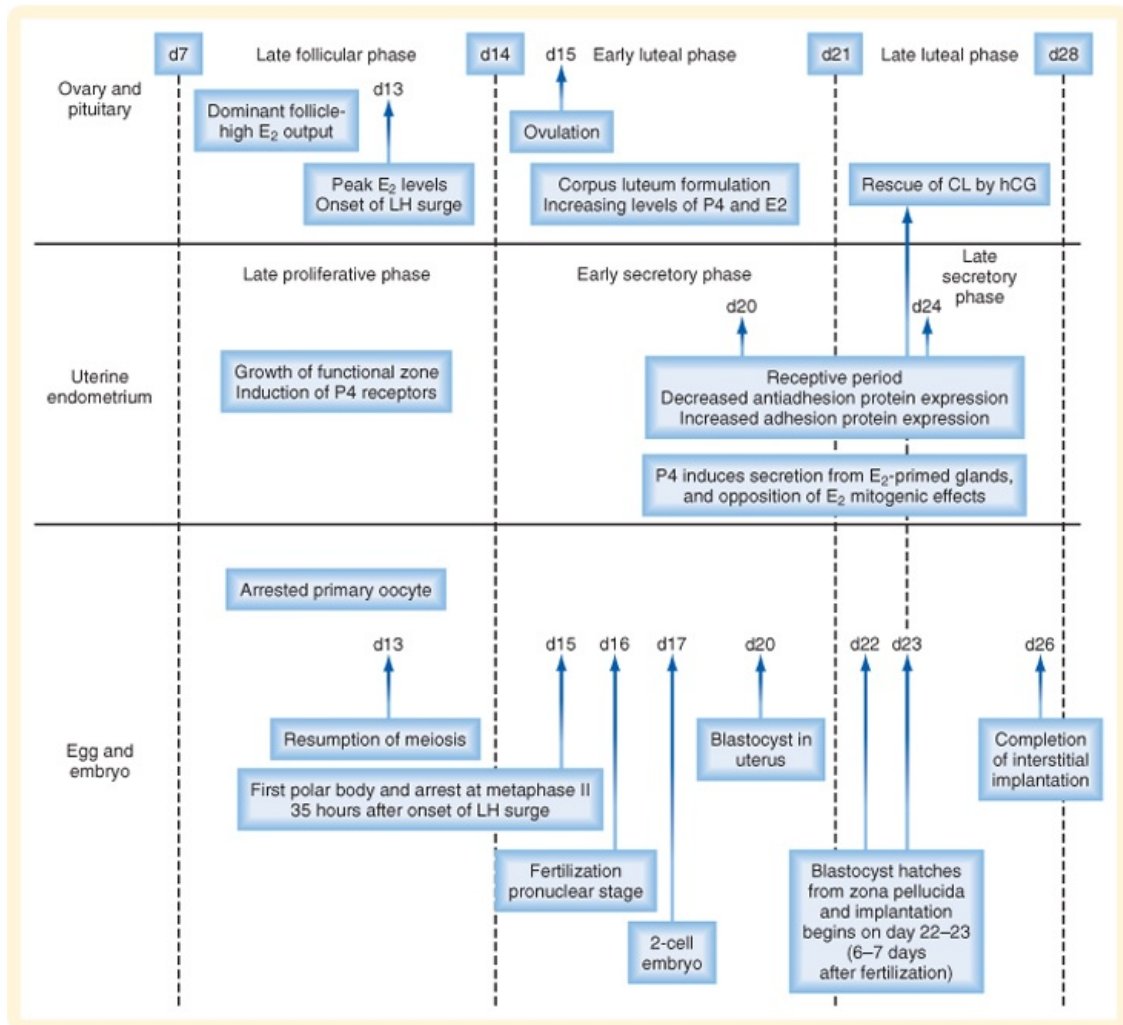 d7
Late follicular phase
d14
d15
Early luteal phase
d21
Late luteal phase
d28
Ovary and
pituitary
d13
Dominant follicle-
high E₂ output
Ovulation
Peak E₂ levels
Onset of LH surge
Corpus luteum formulation
Increasing levels of P4 and E2
Rescue of CL by hCG
Late proliferative phase
Early secretory phase
Late
secretory
phase
d20
d24
Uterine
endometrium
Growth of functional zone
Induction of P4 receptors
Receptive period
Decreased antiadhesion protein expression
Increased adhesion protein expression
P4 induces secretion from E₂-primed glands,
and opposition of E₂ mitogenic effects
Arrested primary oocyte
d13
d15
d16
d17
d20
d22
d23
d26
Egg and
embryo
Resumption of meiosis
Blastocyst in
uterus
Completion
of interstitial
implantation
First polar body and arrest at metaphase II
35 hours after onset of LH surge
Fertilization
pronuclear stage
Blastocyst hatches
from zona pellucida
and implantation
begins on day 22–23
(6–7 days
after fertilization)
2-cell
embryo